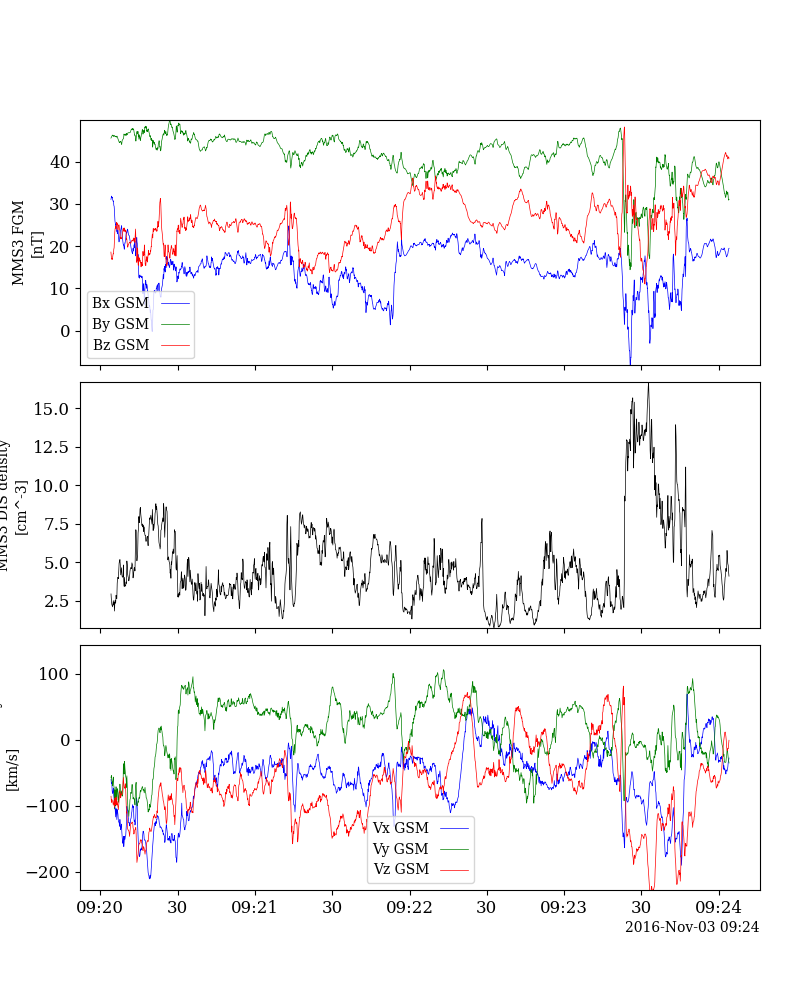 MMS3 FGM
[nT]
40
30
20
10
0
Bx GSM
By GSM
Bz GSM
MMS3 DIS density
[cm^-3]
15.0
12.5
10.0
7.5
5.0
2.5
[km/s]
100
0
−100
−200
Vx GSM
Vy GSM
Vz GSM
09:20 30 09:21 30 09:22 30 09:23 30 09:24
2016-Nov-03 09:24